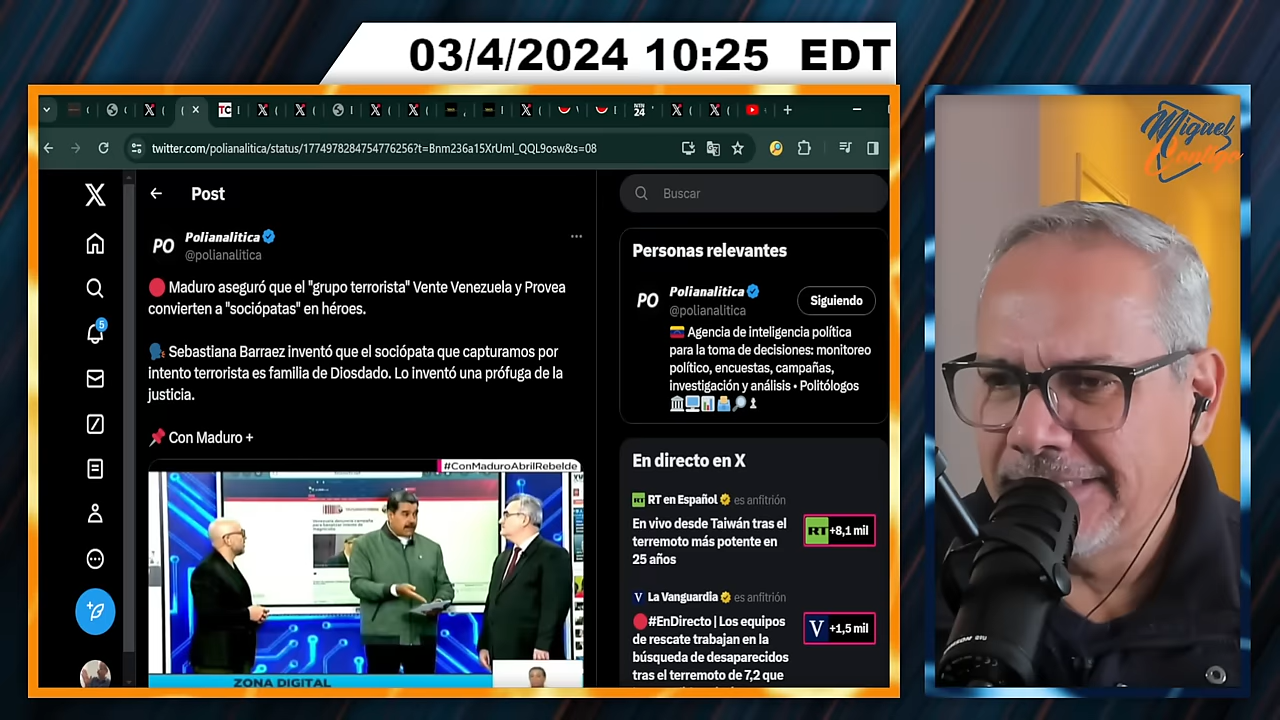 03/4/2024 10:25 EDT
Miguel
Contigo
twitter.com/polianalitica/status/1774978284754776256?t=Bnm236a15XrUml_QQL9osw&s=08
Post
Buscar
Polianalitica
@polianalitica
🔴 Maduro aseguró que el "grupo terrorista" Vente Venezuela y Provea
convierten a "sociópatas" en héroes.
🗣️ Sebastiana Barraez inventó que el sociópata que capturamos por
intento terrorista es familia de Diosdado. Lo inventó una prófuga de la
justicia.
📌 Con Maduro +
#ConMaduroAbrilRebelde
ZONA DIGITAL
Personas relevantes
PO
Polianalitica
Siguiendo
@polianalitica
🇻🇪 Agencia de inteligencia política
para la toma de decisiones: monitoreo
político, encuestas, campañas,
investigación y análisis • Politólogos
En directo en X
RT en Español es anfitrión
En vivo desde Taiwán tras el
terremoto más potente en
25 años
RT +8,1 mil
La Vanguardia es anfitrión
🔴#EnDirecto | Los equipos
de rescate trabajan en la
búsqueda de desaparecidos
tras el terremoto de 7,2 que
V +1,5 mil